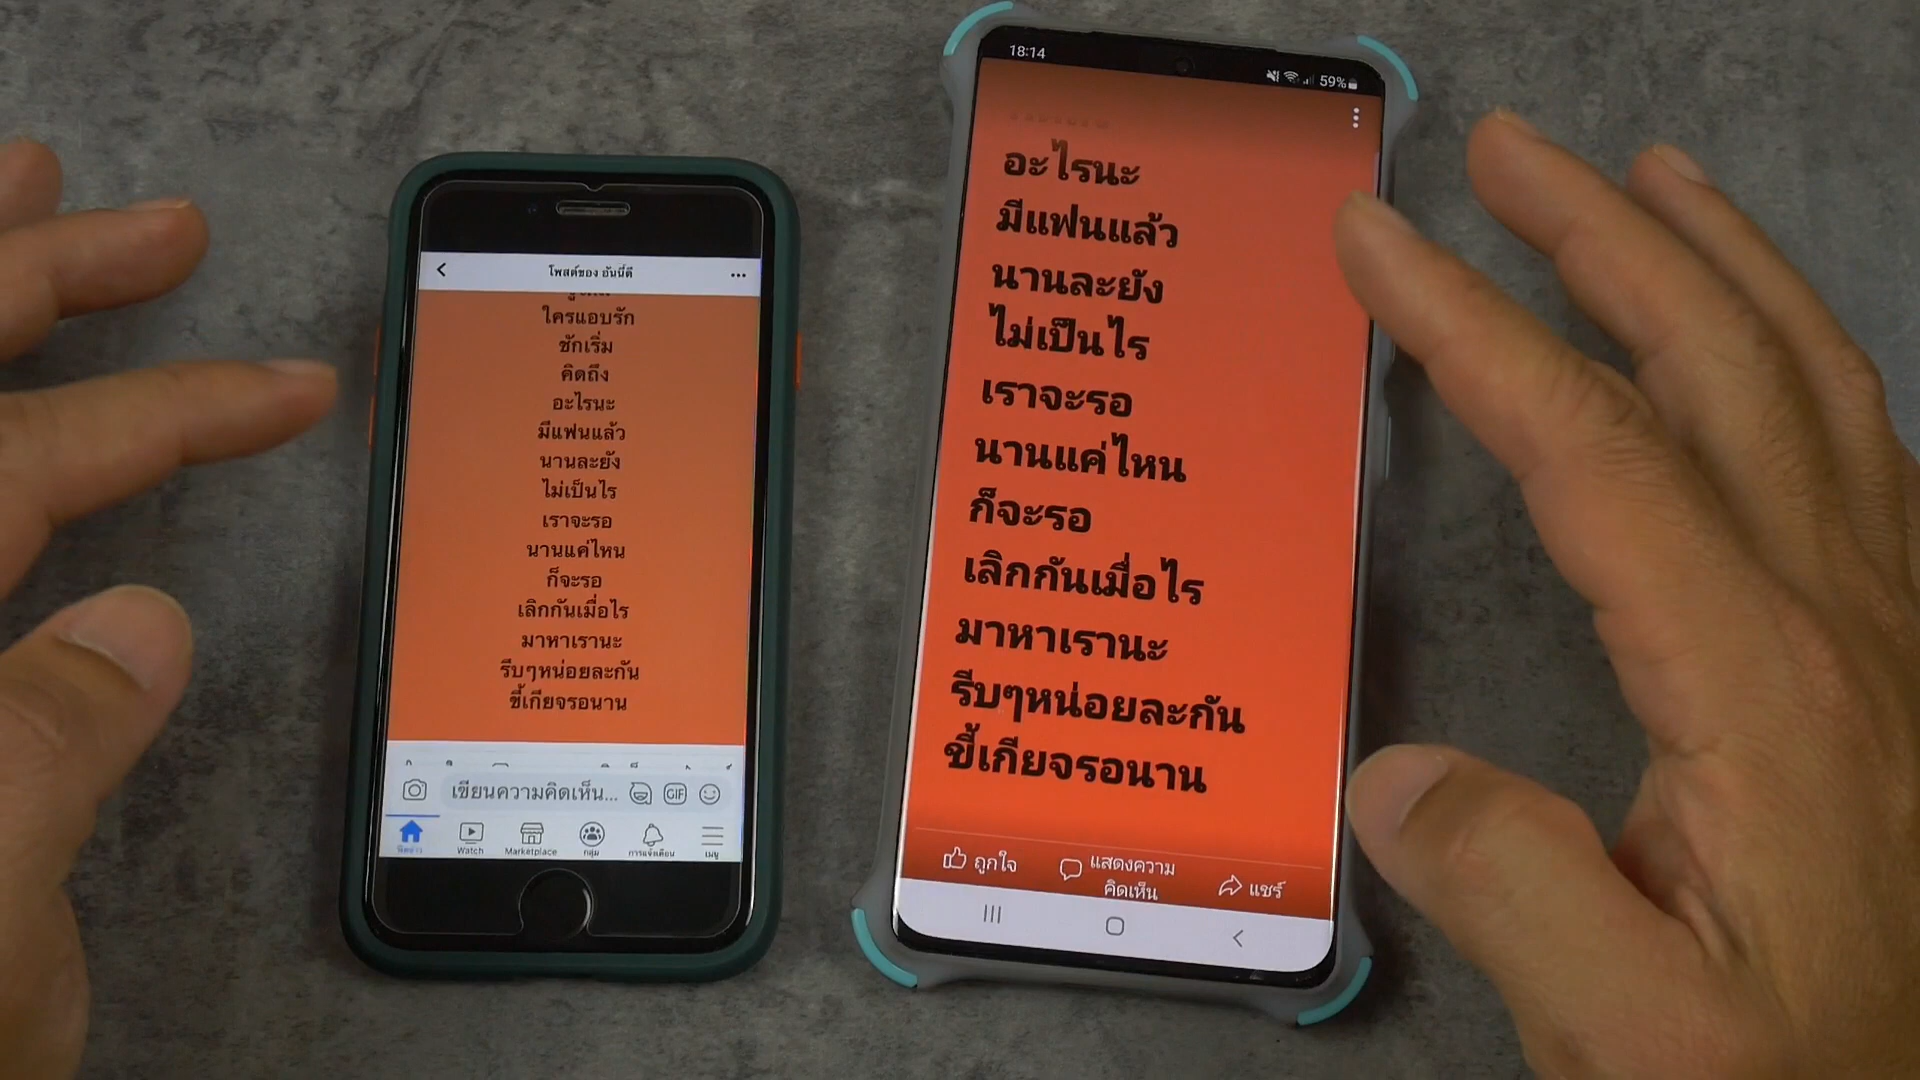 โพสต์ของ อันนี่ดี
ใครแอบรัก
ชักเริ่ม
คิดถึง
อะไรนะ
มีแฟนแล้ว
นานละยัง
ไม่เป็นไร
เราจะรอ
นานแค่ไหน
ก็จะรอ
เลิกกันเมื่อไร
มาหาเรานะ
รีบๆหน่อยละกัน
ขี้เกียจรอนาน
เขียนความคิดเห็น...
GIF
Watch
Marketplace
กลุ่ม
การแจ้งเตือน
เมนู
18:14
59%
อะไรนะ
มีแฟนแล้ว
นานละยัง
ไม่เป็นไร
เราจะรอ
นานแค่ไหน
ก็จะรอ
เลิกกันเมื่อไร
มาหาเรานะ
รีบๆหน่อยละกัน
ขี้เกียจรอนาน
ถูกใจ
แสดงความ
คิดเห็น
แชร์